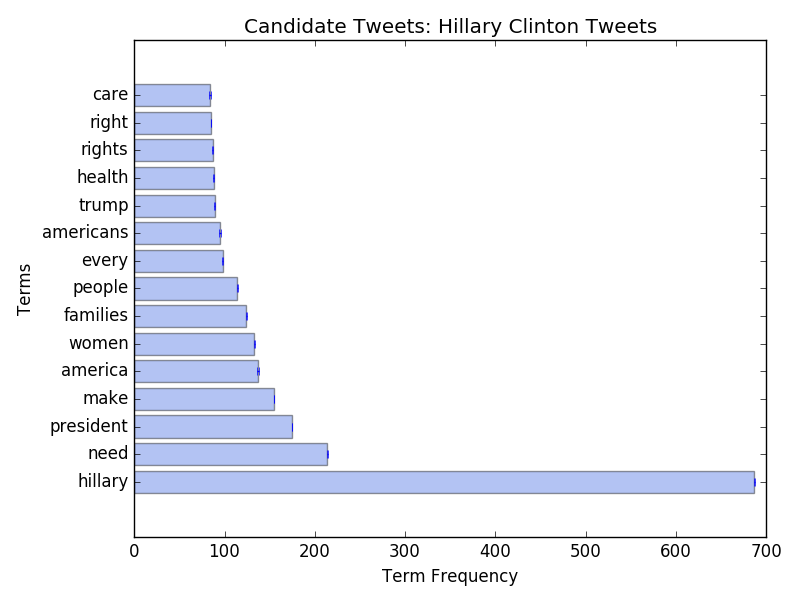 Candidate Tweets: Hillary Clinton Tweets
care
right
rights
health
trump
americans
every
people
families
women
america
make
president
need
hillary
Terms
0 100 200 300 400 500 600 700
Term Frequency